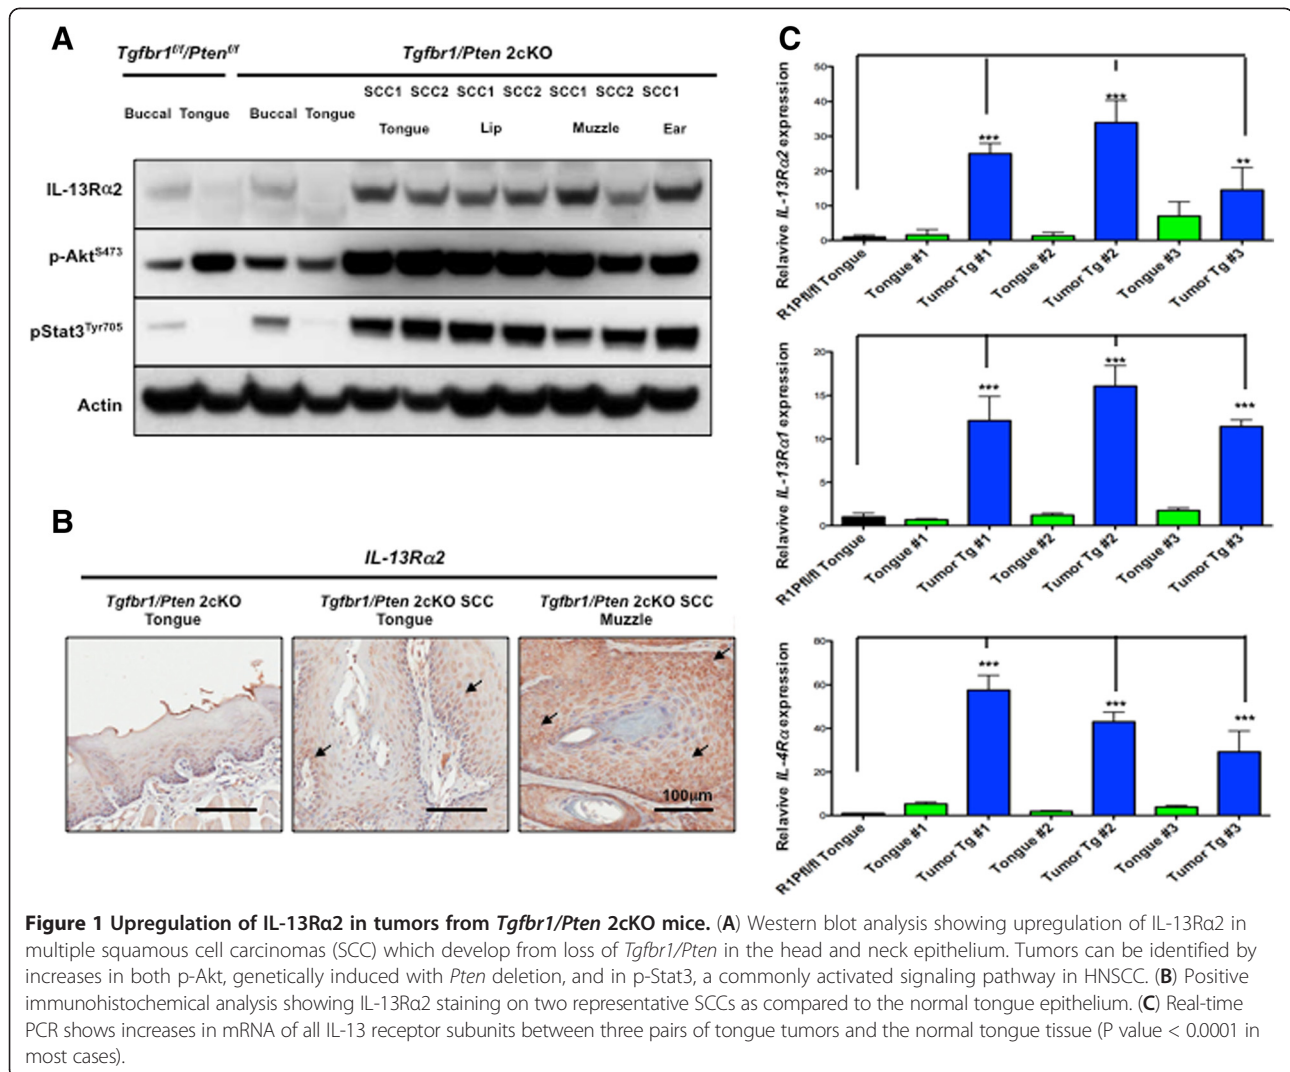 A
Tgfbr1f/f/Ptenf/f
Tgfbr1/Pten 2cKO
SCC1 SCC2 SCC1 SCC2 SCC1 SCC2 SCC1
Buccal Tongue Buccal Tongue
Tongue Lip Muzzle Ear
IL-13Rα2
p-AktS473
pStat3Tyr705
Actin
B
IL-13Rα2
Tgfbr1/Pten 2cKO
Tongue
Tgfbr1/Pten 2cKO SCC
Tongue
Tgfbr1/Pten 2cKO SCC
Muzzle
100μm
C
Relavive IL-13Rα2 expression
50
40
30
20
10
0
***
***
**
R1Pfl/fl Tongue
Tongue #1
Tumor Tg #1
Tongue #2
Tumor Tg #2
Tongue #3
Tumor Tg #3
Relavive IL-13Rα1 expression
20
15
10
5
0
***
***
***
R1Pfl/fl Tongue
Tongue #1
Tumor Tg #1
Tongue #2
Tumor Tg #2
Tongue #3
Tumor Tg #3
Relavive IL-4Rα expression
80
60
40
20
0
***
***
***
R1Pfl/fl Tongue
Tongue #1
Tumor Tg #1
Tongue #2
Tumor Tg #2
Tongue #3
Tumor Tg #3
Figure 1 Upregulation of IL-13Rα2 in tumors from Tgfbr1/Pten 2cKO mice. (A) Western blot analysis showing upregulation of IL-13Rα2 in
multiple squamous cell carcinomas (SCC) which develop from loss of Tgfbr1/Pten in the head and neck epithelium. Tumors can be identified by
increases in both p-Akt, genetically induced with Pten deletion, and in p-Stat3, a commonly activated signaling pathway in HNSCC. (B) Positive
immunohistochemical analysis showing IL-13Rα2 staining on two representative SCCs as compared to the normal tongue epithelium. (C) Real-time
PCR shows increases in mRNA of all IL-13 receptor subunits between three pairs of tongue tumors and the normal tongue tissue (P value < 0.0001 in
most cases).